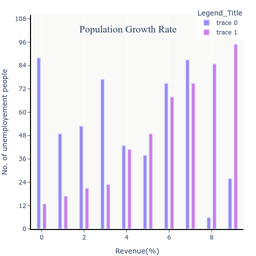 Legend_Title
trace 0
trace 1
Population Growth Rate
108
96
84
72
60
48
36
24
12
0
No. of unemployement people
0 2 4 6 8
Revenue(%)